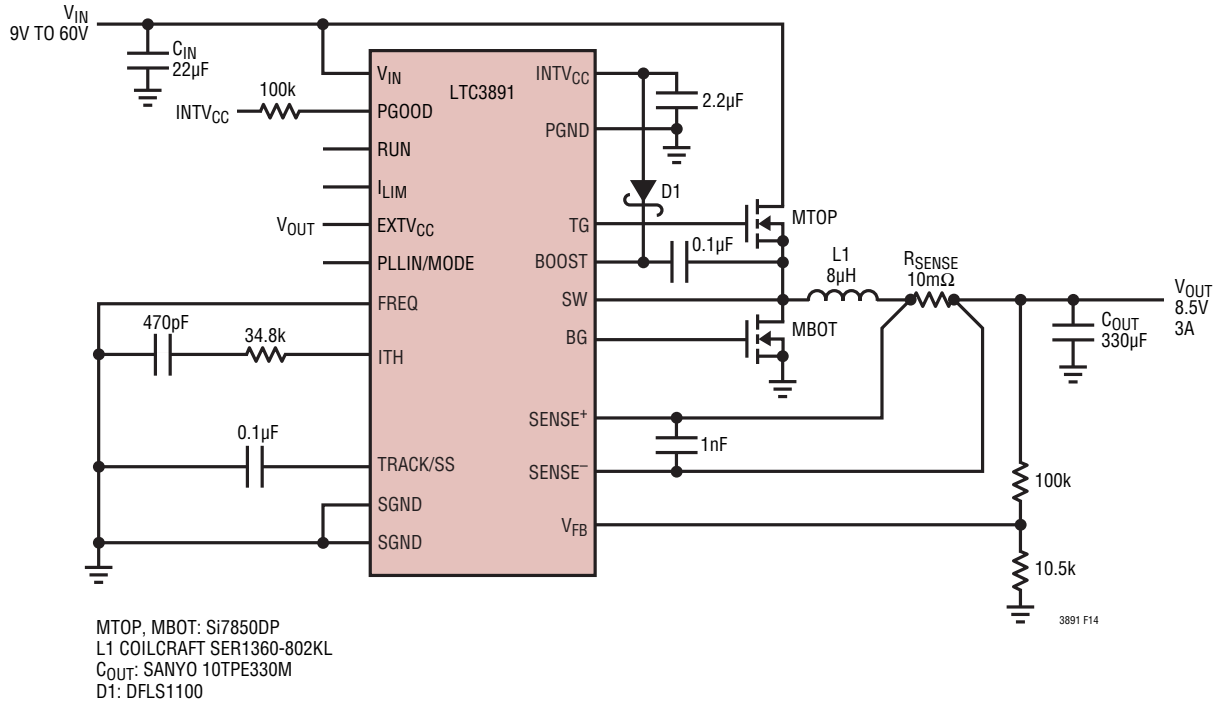 V_IN
9V TO 60V
C_IN
22µF
INTV_CC
100k
V_IN
PGOOD
RUN
I_LIM
V_OUT
EXTV_CC
PLLIN/MODE
FREQ
470pF
34.8k
ITH
0.1µF
TRACK/SS
SGND
SGND
LTC3891
INTV_CC
PGND
TG
BOOST
SW
BG
SENSE+
SENSE–
V_FB
2.2µF
D1
0.1µF
MTOP
MBOT
L1
8µH
R_SENSE
10mΩ
1nF
V_OUT
8.5V
3A
C_OUT
330µF
100k
10.5k
3891 F14
MTOP, MBOT: Si7850DP
L1 COILCRAFT SER1360-802KL
C_OUT: SANYO 10TPE330M
D1: DFLS1100